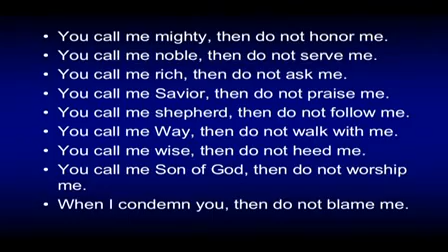 • You call me mighty, then do not honor me.
• You call me noble, then do not serve me.
• You call me rich, then do not ask me.
• You call me Savior, then do not praise me.
• You call me shepherd, then do not follow me.
• You call me Way, then do not walk with me.
• You call me wise, then do not heed me.
• You call me Son of God, then do not worship
me.
• When I condemn you, then do not blame me.